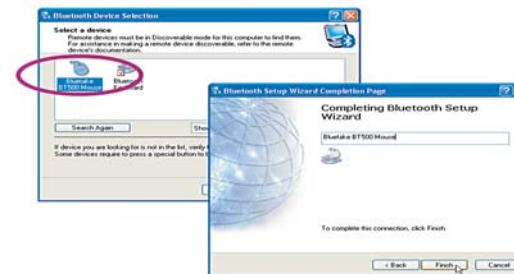 Bluetooth Device Selection
Select a device
Remote devices must be in Discoverable mode for this computer to find them.
For assistance in making a remote device discoverable, refer to the remote
device's documentation.
Bluetake
BT500 Mouse
Search Again
If device you are looking for is not in the list, verify
Some devices require to press a special button to
Bluetooth Setup Wizard Completion Page
Completing Bluetooth Setup
Wizard
Bluetake BT500 Mouse
To complete this connection, click Finish.
< Back
Finish
Cancel